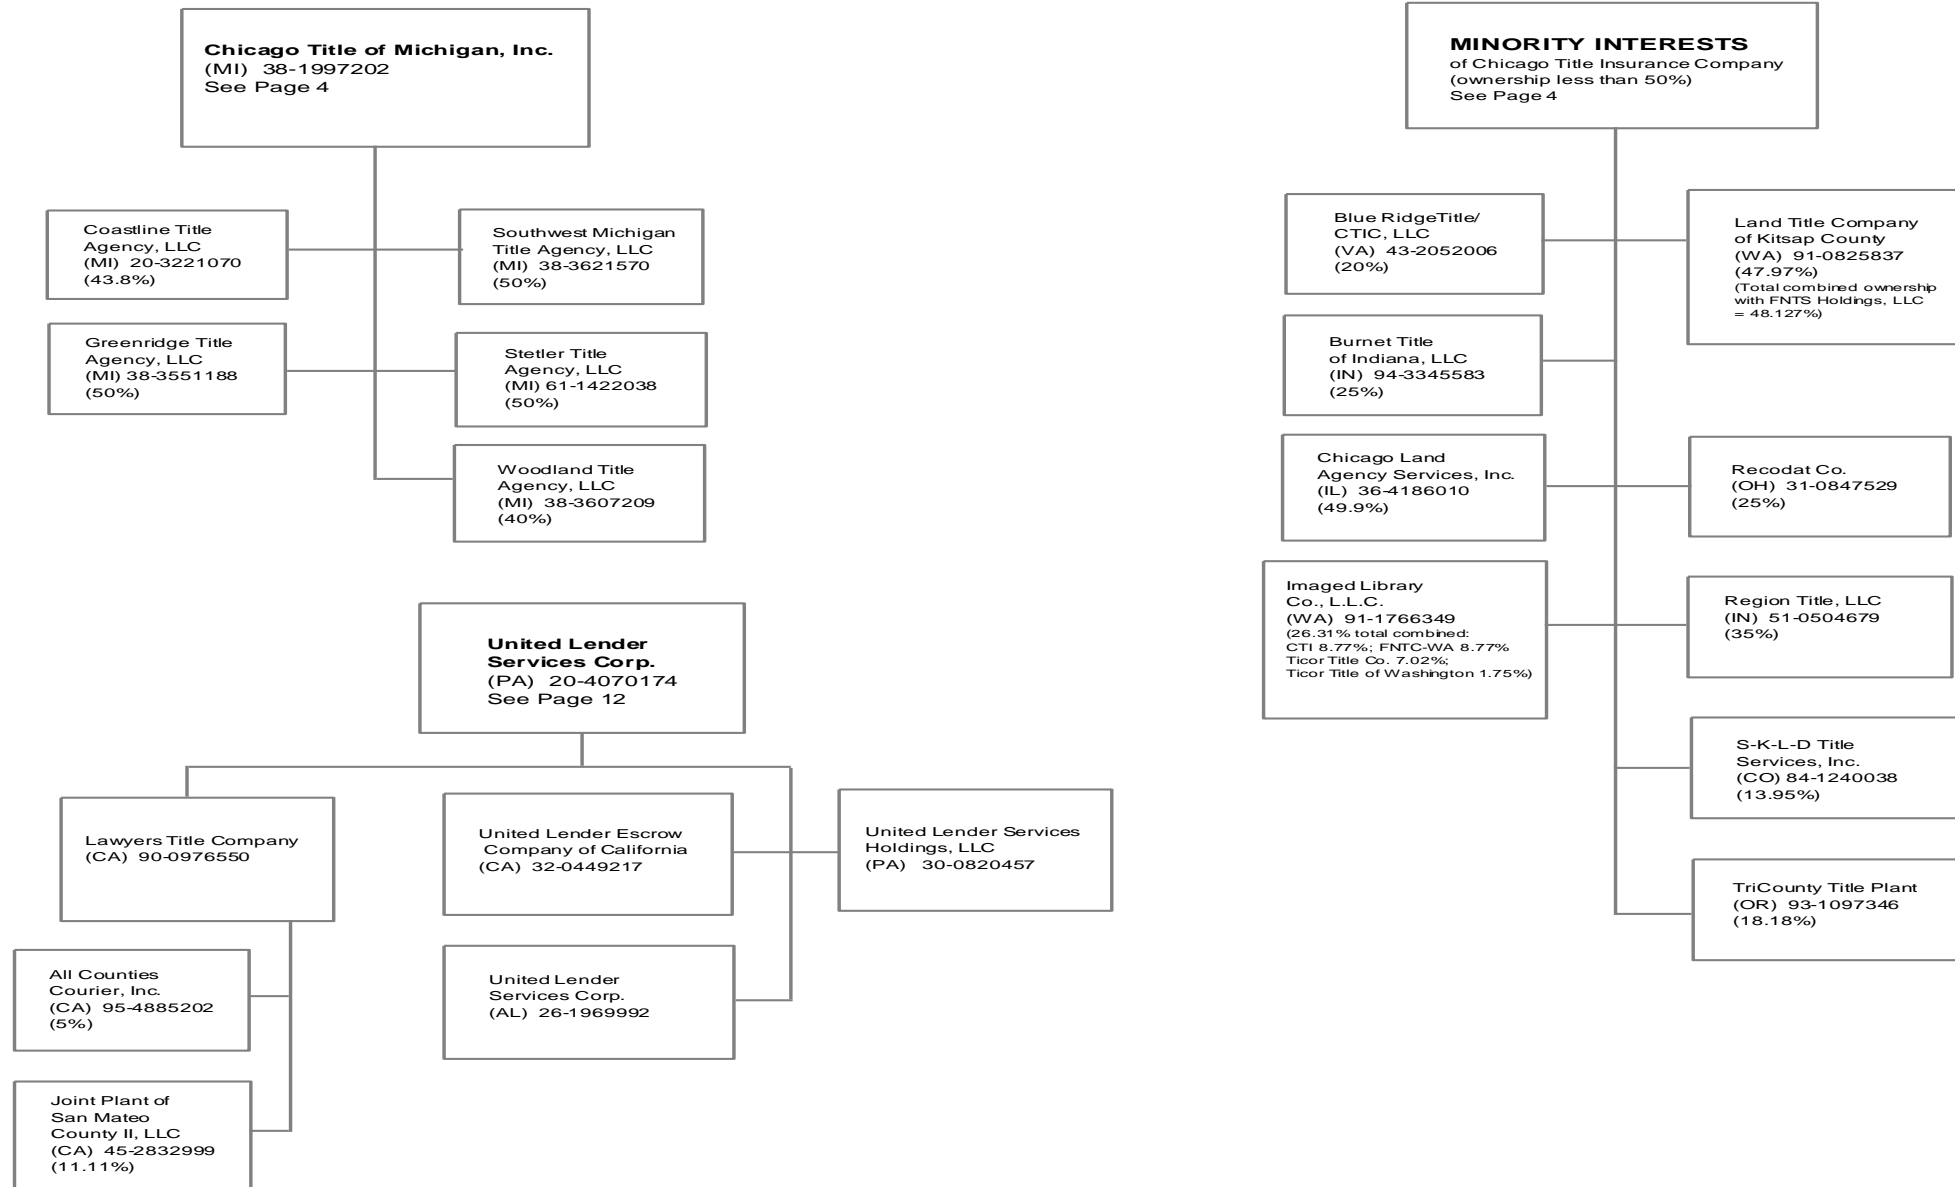 Chicago Title of Michigan, Inc.
(MI) 38-1997202
See Page 4
Coastline Title
Agency, LLC
(MI) 20-3221070
(43.8%)
Southwest Michigan
Title Agency, LLC
(MI) 38-3621570
(50%)
Greenridge Title
Agency, LLC
(MI) 38-3551188
(50%)
Stetler Title
Agency, LLC
(MI) 61-1422038
(50%)
Woodland Title
Agency, LLC
(MI) 38-3607209
(40%)
United Lender
Services Corp.
(PA) 20-4070174
See Page 12
Lawyers Title Company
(CA) 90-0976550
United Lender Escrow
Company of California
(CA) 32-0449217
United Lender Services
Holdings, LLC
(PA) 30-0820457
All Counties
Courier, Inc.
(CA) 95-4885202
(5%)
United Lender
Services Corp.
(AL) 26-1969992
Joint Plant of
San Mateo
County II, LLC
(CA) 45-2832999
(11.11%)
MINORITY INTERESTS
of Chicago Title Insurance Company
(ownership less than 50%)
See Page 4
Blue RidgeTitle/
CTIC, LLC
(VA) 43-2052006
(20%)
Land Title Company
of Kitsap County
(WA) 91-0825837
(47.97%)
(Total combined ownership
with FNTS Holdings, LLC
= 48.127%)
Burnet Title
of Indiana, LLC
(IN) 94-3345583
(25%)
Chicago Land
Agency Services, Inc.
(IL) 36-4186010
(49.9%)
Recodat Co.
(OH) 31-0847529
(25%)
Imaged Library
Co., L.L.C.
(WA) 91-1766349
(26.31% total combined:
CTI 8.77%; FNTC-WA 8.77%
Ticor Title Co. 7.02%;
Ticor Title of Washington 1.75%)
Region Title, LLC
(IN) 51-0504679
(35%)
S-K-L-D Title
Services, Inc.
(CO) 84-1240038
(13.95%)
TriCounty Title Plant
(OR) 93-1097346
(18.18%)